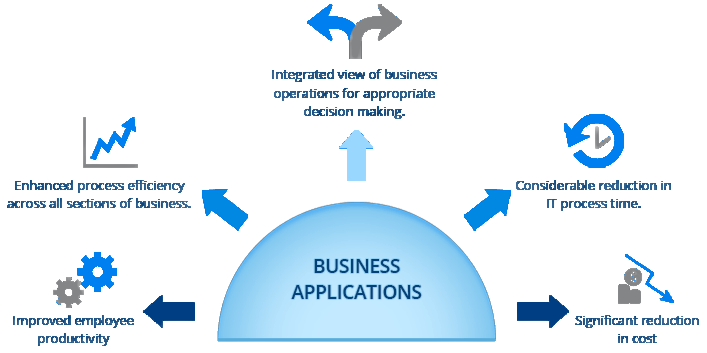 Integrated view of business
operations for appropriate
decision making.
Enhanced process efficiency
across all sections of business.
Considerable reduction in
IT process time.
BUSINESS
APPLICATIONS
Improved employee
productivity
Significant reduction
in cost